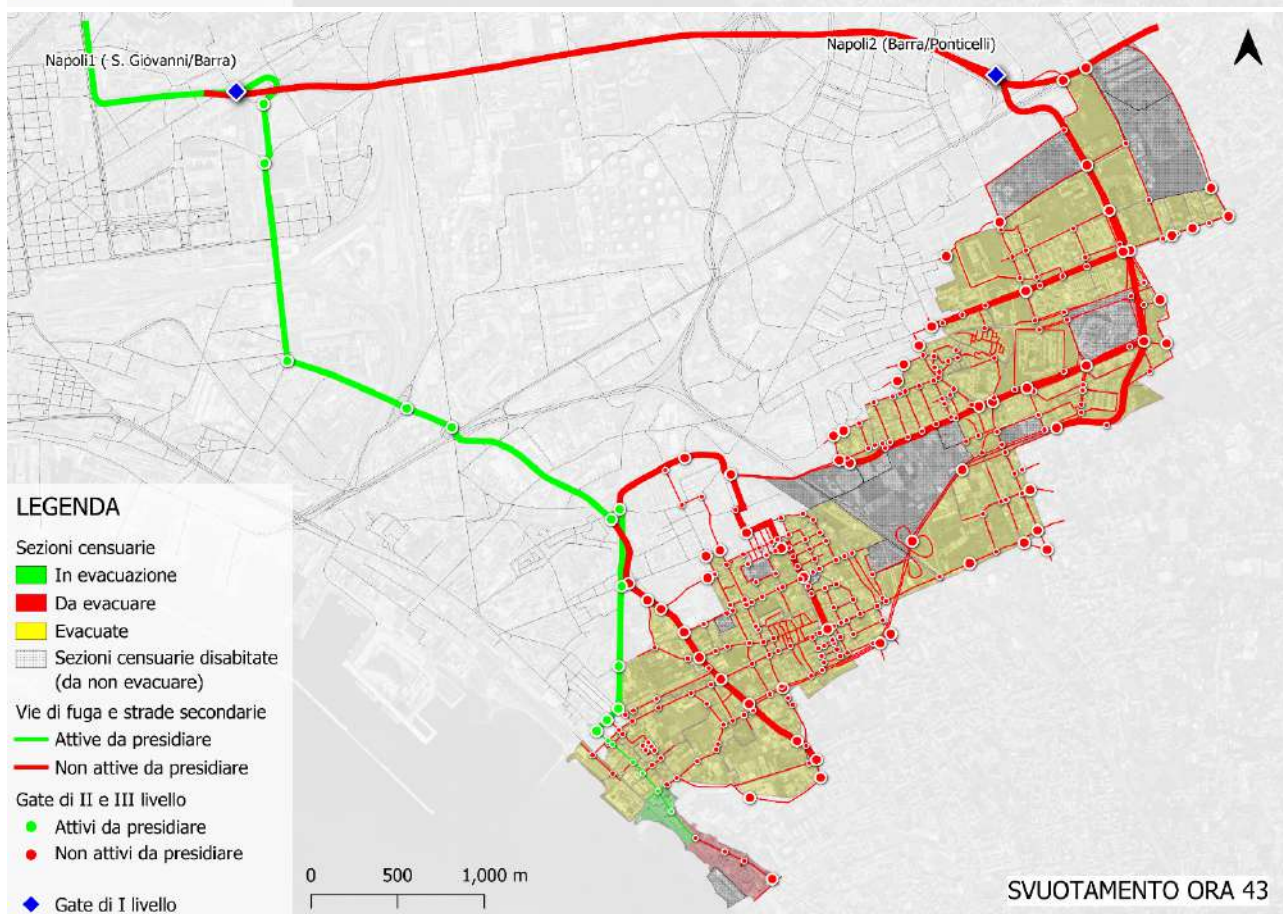 Napoli1 ( S. Giovanni/Barra)
Napoli2 (Barra/Ponticelli)
LEGENDA
Sezioni censuarie
In evacuazione
Da evacuare
Evacuate
Sezioni censuarie disabitate
(da non evacuare)
Vie di fuga e strade secondarie
Attive da presidiare
Non attive da presidiare
Gate di II e III livello
Attivi da presidiare
Non attivi da presidiare
Gate di I livello
0 500 1,000 m
SVUOTAMENTO ORA 43